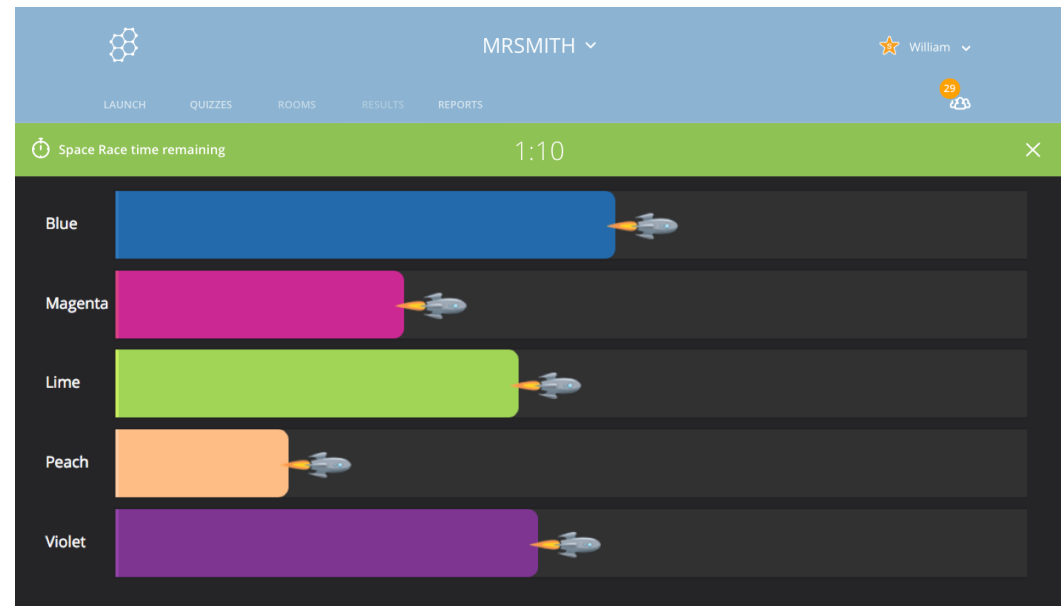 MRSMITH
William
LAUNCH QUIZZES ROOMS RESULTS REPORTS
29
Space Race time remaining 1:10
Blue
Magenta
Lime
Peach
Violet